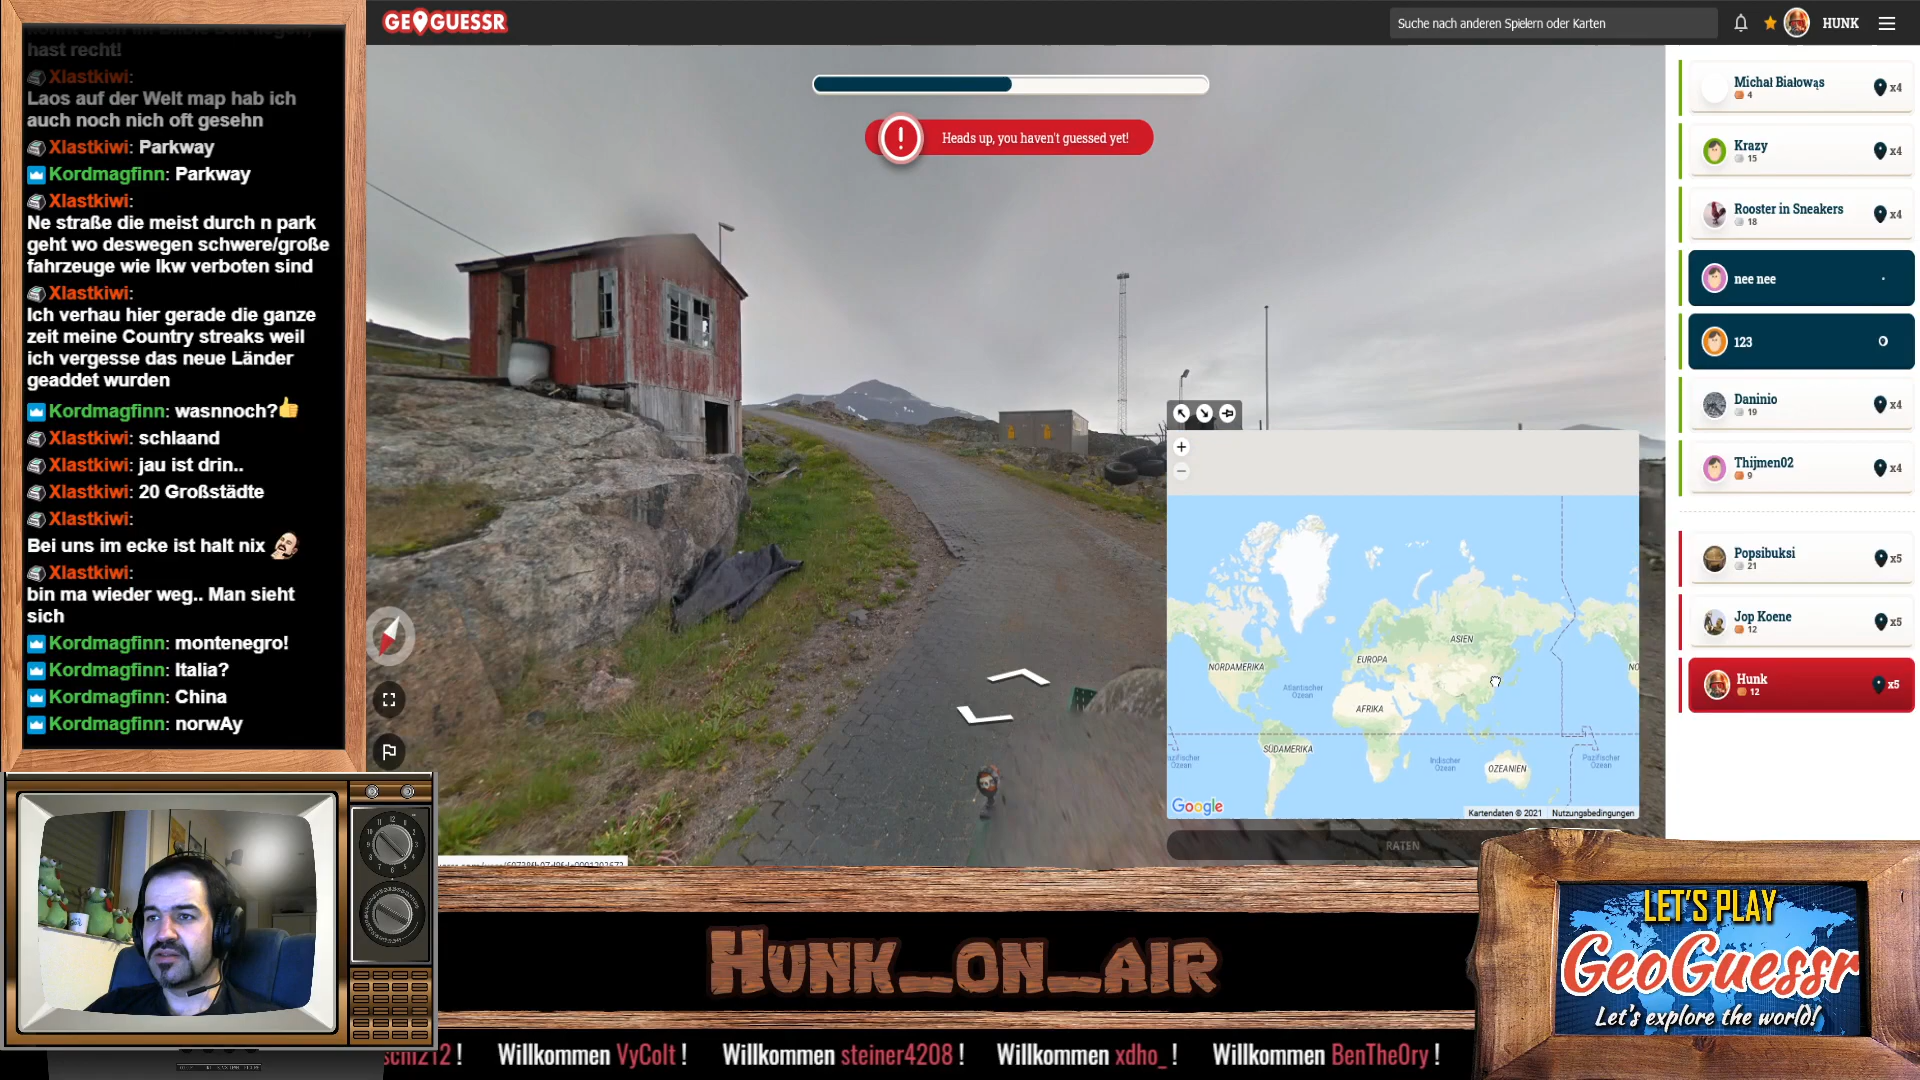 hast recht!
Xlastkiwi:
Laos auf der Welt map hab ich
auch noch nich oft gesehn
Xlastkiwi: Parkway
Kordmagfinn: Parkway
Xlastkiwi:
Ne straße die meist durch n park
geht wo deswegen schwere/große
fahrzeuge wie lkw verboten sind
Xlastkiwi:
Ich verhau hier gerade die ganze
zeit meine Country streaks weil
ich vergesse das neue Länder
geaddet wurden
Kordmagfinn: wasnnoch?
Xlastkiwi: schlaand
Xlastkiwi: jau ist drin..
Xlastkiwi: 20 Großstädte
Xlastkiwi:
Bei uns im ecke ist halt nix
Xlastkiwi:
bin ma wieder weg.. Man sieht
sich
Kordmagfinn: montenegro!
Kordmagfinn: Italia?
Kordmagfinn: China
Kordmagfinn: norwAy
GEOGUESSR
Suche nach anderen Spielern oder Karten
HUNK
Heads up, you haven't guessed yet!
Michał Białowąs
4
x4
Krazy
15
x4
Rooster in Sneakers
18
x4
nee nee
123
Daninio
19
x4
Thijmen02
9
x4
Popsibuksi
21
x5
Jop Koene
12
x5
Hunk
12
x5
NORDAMERIKA
Atlantischer
Ozean
EUROPA
ASIEN
AFRIKA
SÜDAMERIKA
Indischer
Ozean
OZEANIEN
Pazifischer
Ozean
Google
Kartendaten © 2021
Nutzungsbedingungen
RATEN
HUNK_ON_AIR
LET'S PLAY
GeoGuessr
Let's explore the world!
Willkommen VyColt !
Willkommen steiner4208 !
Willkommen xdho_ !
Willkommen BenTheOry !